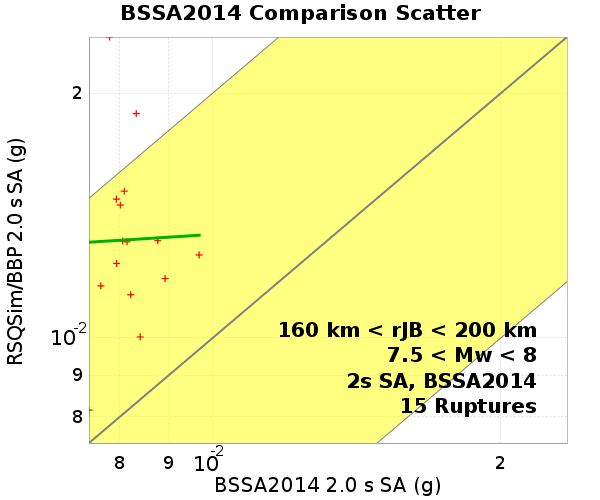 BSSA2014 Comparison Scatter
RSQSim/BBP 2.0 s SA (g)
2
10-2
9
8
160 km < rJB < 200 km
7.5 < Mw < 8
2s SA, BSSA2014
15 Ruptures
8 9 10-2 2
BSSA2014 2.0 s SA (g)